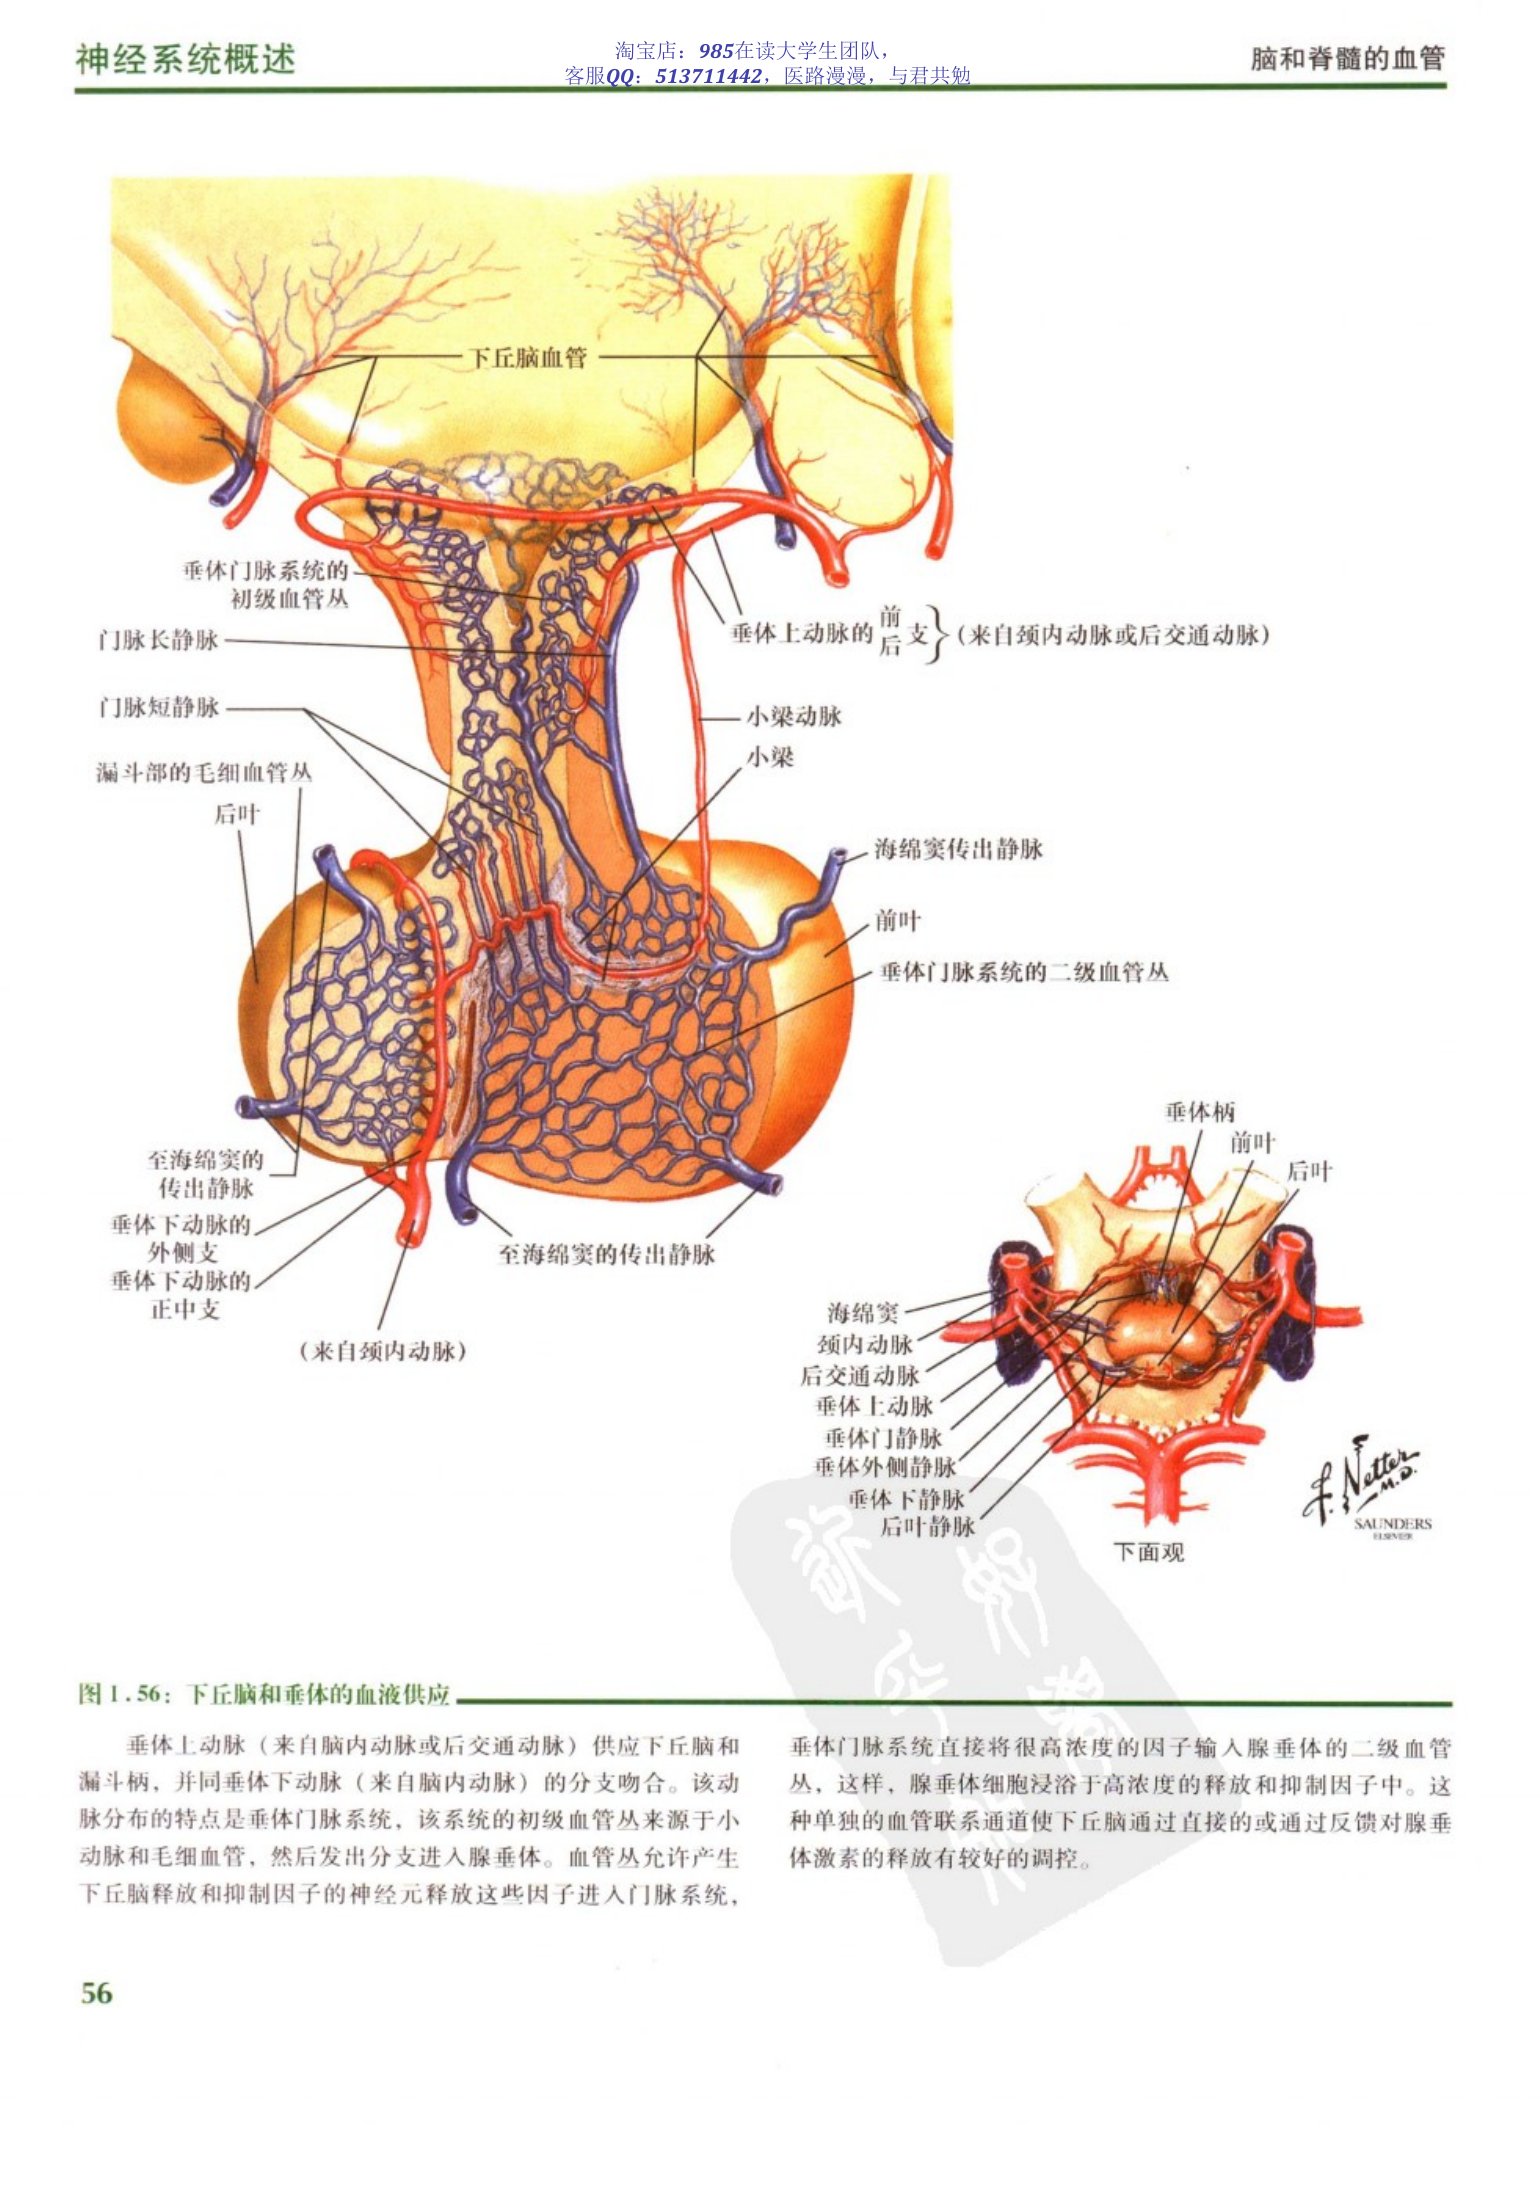 神经系统概述
淘宝店：985在读大学生团队，
客服QQ：513711442，医路漫漫，与君共勉
脑和脊髓的血管
下丘脑血管
垂体门脉系统的
初级血管丛
门脉长静脉
门脉短静脉
漏斗部的毛细血管丛
后叶
垂体上动脉的前后支}（来自颈内动脉或后交通动脉）
小梁动脉
小梁
海绵窦传出静脉
前叶
垂体门脉系统的二级血管丛
至海绵窦的
传出静脉
垂体下动脉的
外侧支
垂体下动脉的
正中支
（来自颈内动脉）
至海绵窦的传出静脉
垂体柄
前叶
后叶
海绵窦
颈内动脉
后交通动脉
垂体上动脉
垂体门静脉
垂体外侧静脉
垂体下静脉
后叶静脉
下面观
F. Netter
M.D.
SAUNDERS
ELSEVIER
图 1.56：下丘脑和垂体的血液供应
垂体上动脉（来自脑内动脉或后交通动脉）供应下丘脑和
漏斗柄，并同垂体下动脉（来自脑内动脉）的分支吻合。该动
脉分布的特点是垂体门脉系统，该系统的初级血管丛来源于小
动脉和毛细血管，然后发出分支进入腺垂体。血管丛允许产生
下丘脑释放和抑制因子的神经元释放这些因子进入门脉系统，
垂体门脉系统直接将很高浓度的因子输入腺垂体的二级血管
丛，这样，腺垂体细胞浸浴于高浓度的释放和抑制因子中。这
种单独的血管联系通道使下丘脑通过直接的或通过反馈对腺垂
体激素的释放有较好的调控。
56